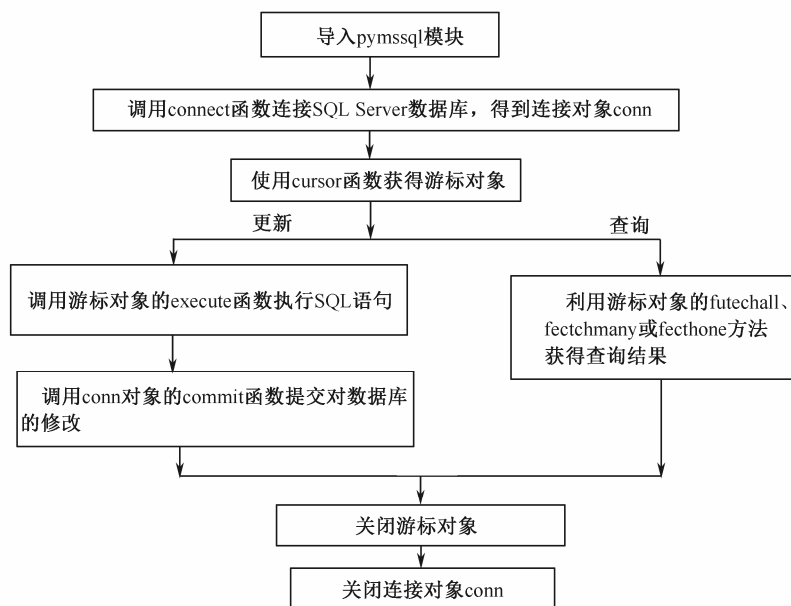 导入pymssql模块
调用connect函数连接SQL Server数据库，得到连接对象conn
使用cursor函数获得游标对象
更新
查询
调用游标对象的execute函数执行SQL语句
利用游标对象的futechall、
fectchmany或fecthone方法
获得查询结果
调用conn对象的commit函数提交对数据库
的修改
关闭游标对象
关闭连接对象conn